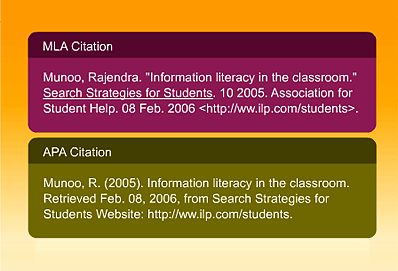 MLA Citation
Munoo, Rajendra. "Information literacy in the classroom."
Search Strategies for Students. 10 2005. Association for
Student Help. 08 Feb. 2006 <http://ww.ilp.com/students>.
APA Citation
Munoo, R. (2005). Information literacy in the classroom.
Retrieved Feb. 08, 2006, from Search Strategies for
Students Website: http://ww.ilp.com/students.